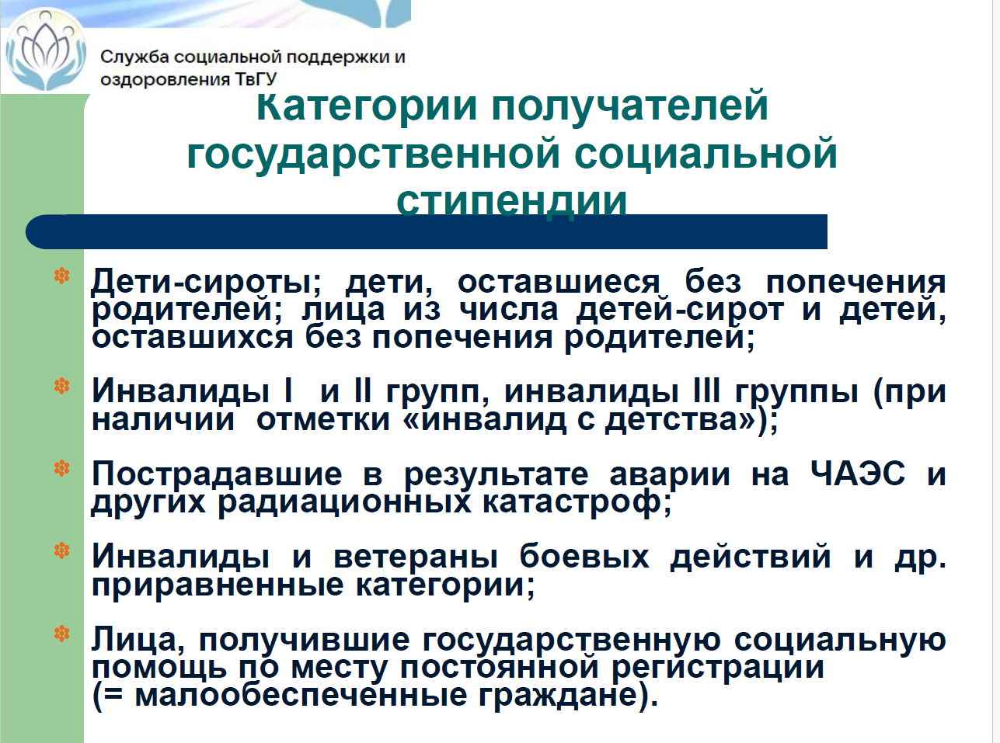 Служба социальной поддержки и
оздоровления ТвГУ
Категории получателей
государственной социальной
стипендии
Дети-сироты; дети, оставшиеся без попечения
родителей; лица из числа детей-сирот и детей,
оставшихся без попечения родителей;
Инвалиды I и II групп, инвалиды III группы (при
наличии отметки «инвалид с детства»);
Пострадавшие в результате аварии на ЧАЭС и
других радиационных катастроф;
Инвалиды и ветераны боевых действий и др.
приравненные категории;
Лица, получившие государственную социальную
помощь по месту постоянной регистрации
(= малообеспеченные граждане).